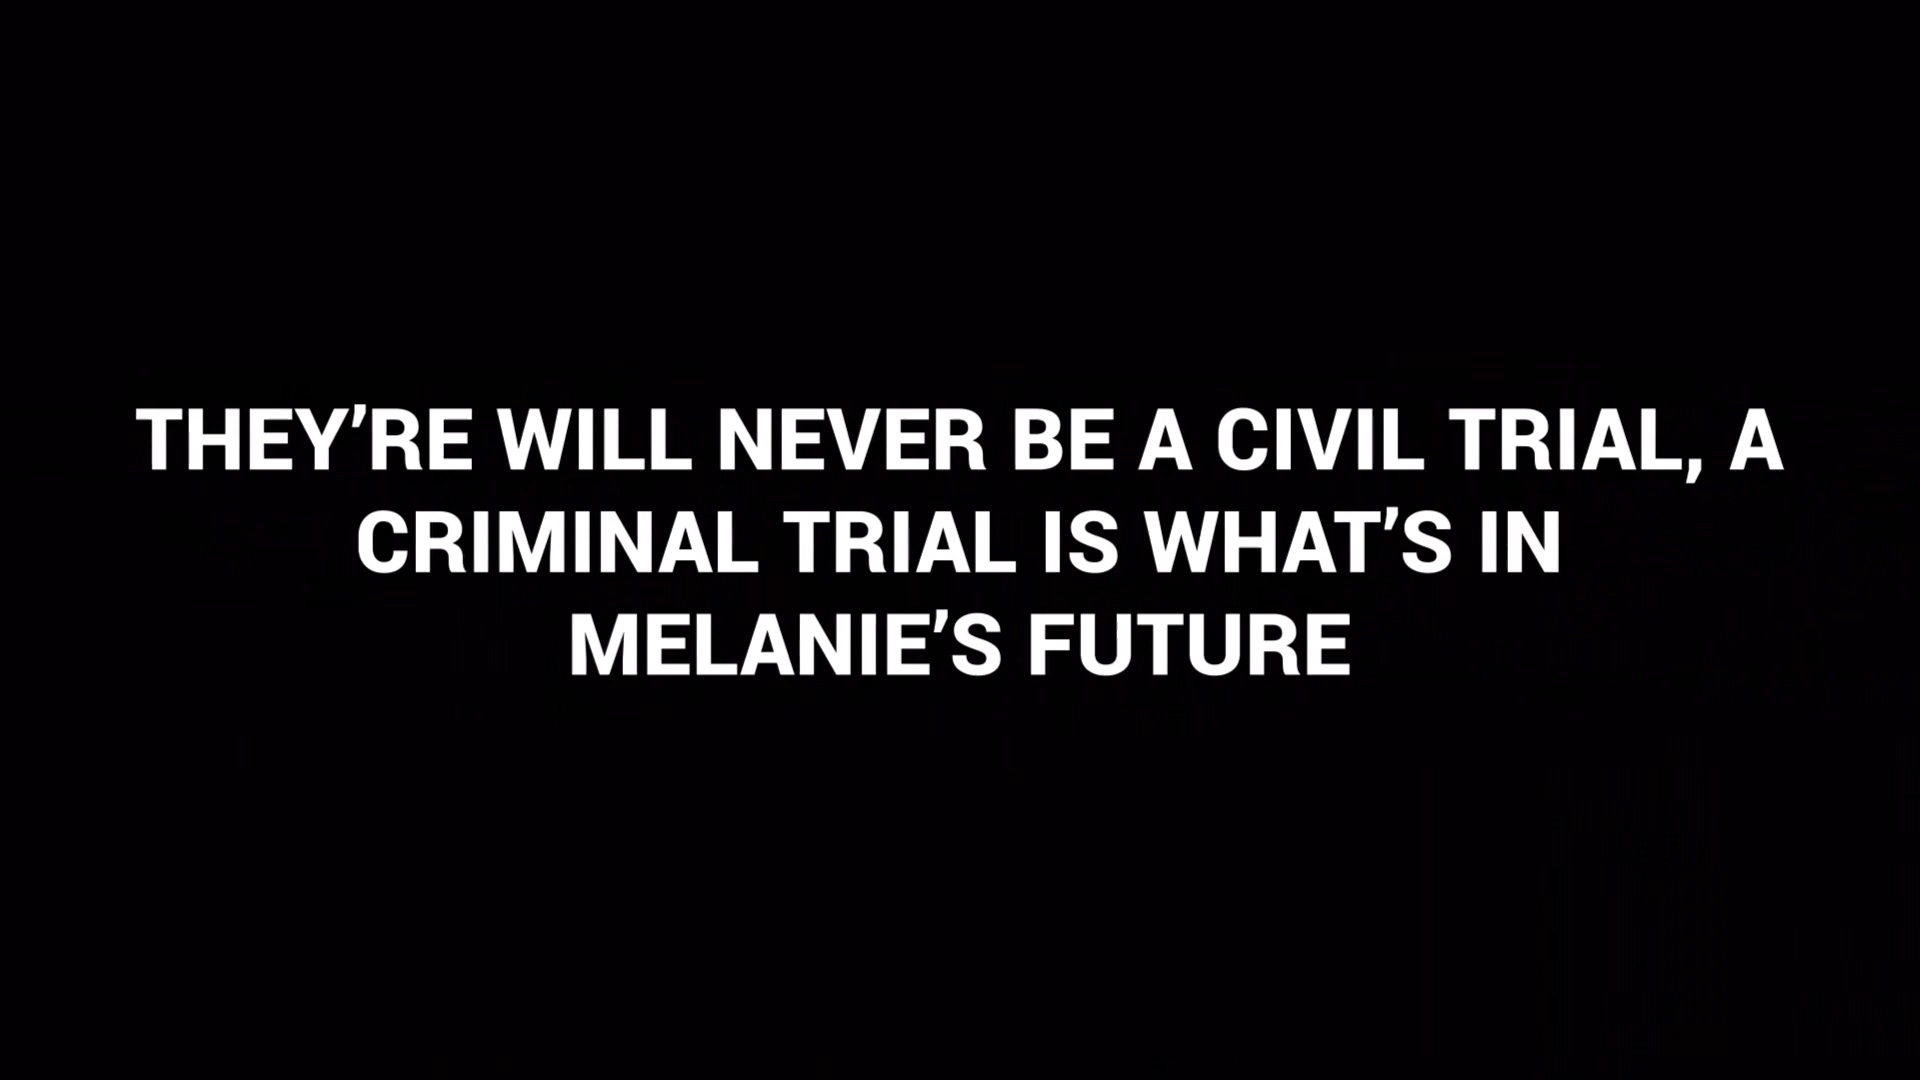 THEY’RE WILL NEVER BE A CIVIL TRIAL, A
CRIMINAL TRIAL IS WHAT’S IN
MELANIE’S FUTURE